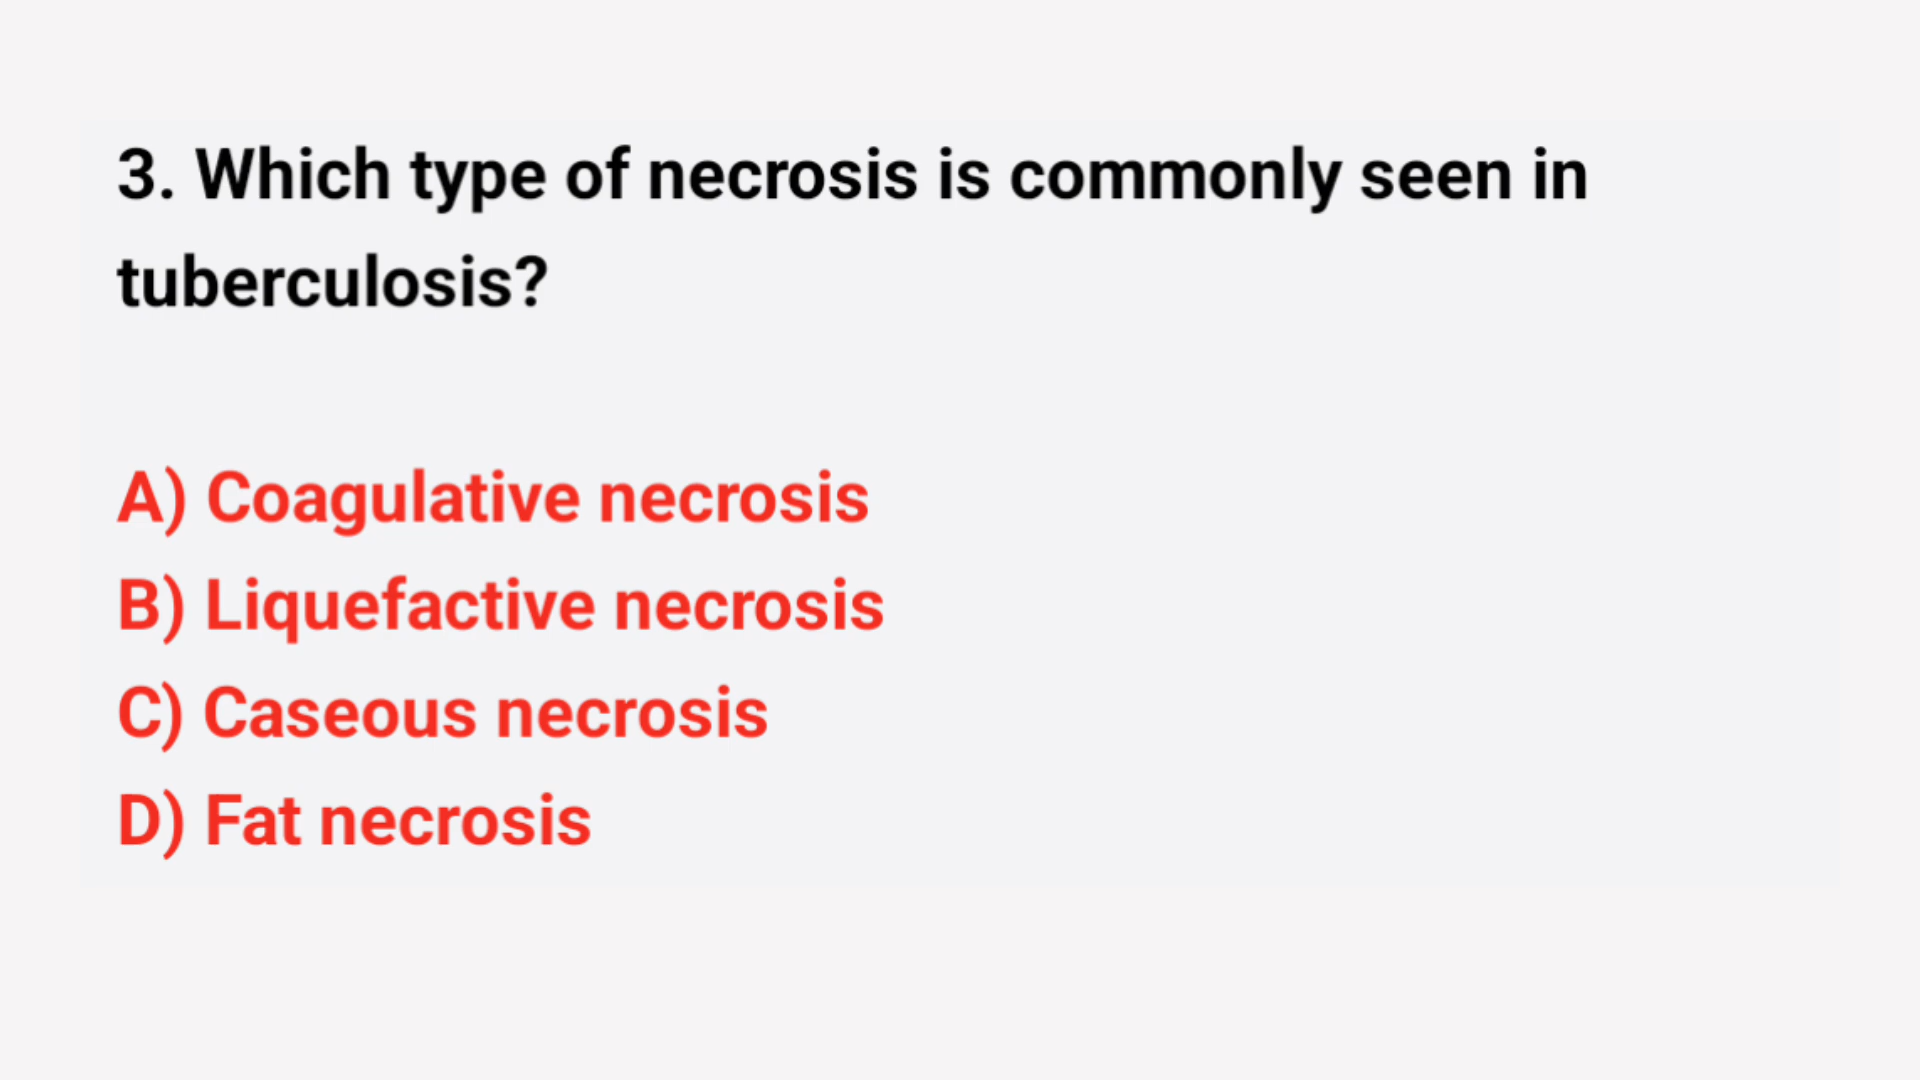 3. Which type of necrosis is commonly seen in
tuberculosis?
A) Coagulative necrosis
B) Liquefactive necrosis
C) Caseous necrosis
D) Fat necrosis